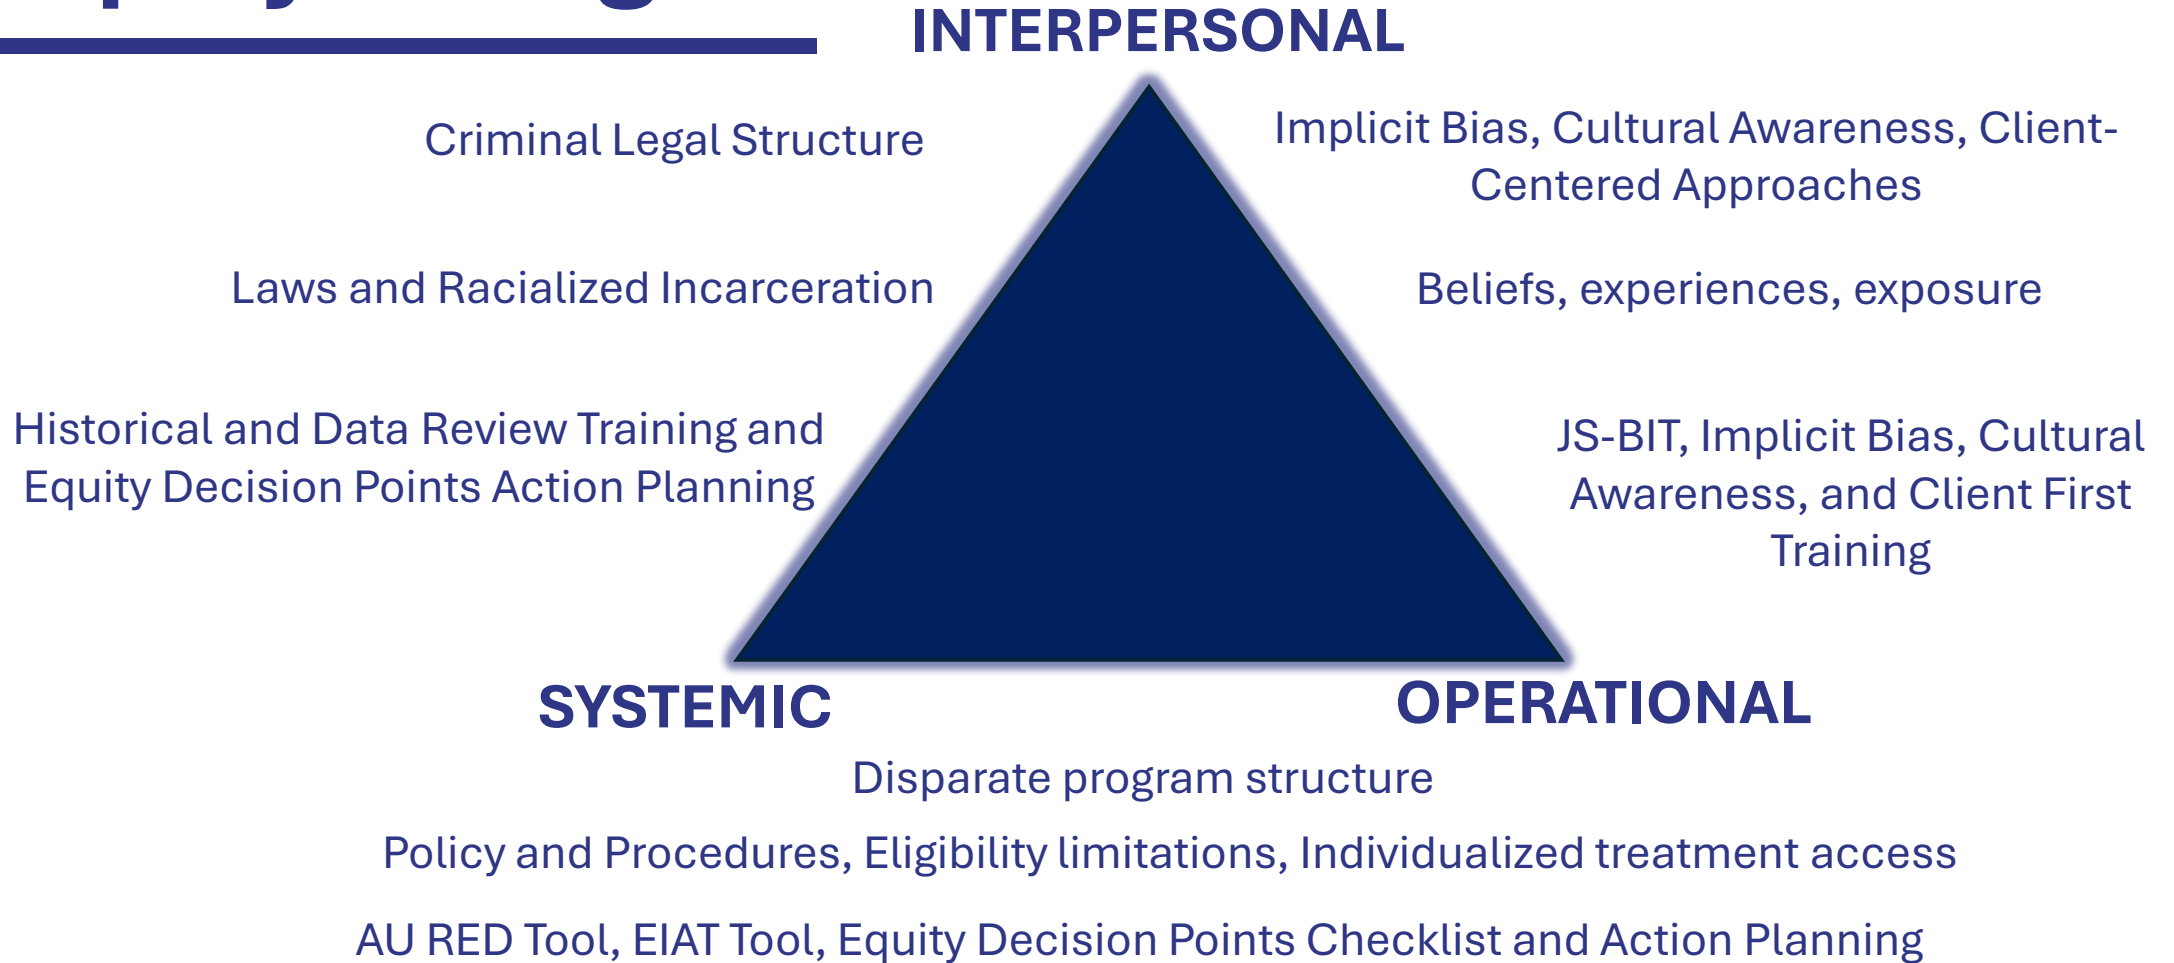 INTERPERSONAL
Criminal Legal Structure
Implicit Bias, Cultural Awareness, Client-
Centered Approaches
Laws and Racialized Incarceration
Beliefs, experiences, exposure
Historical and Data Review Training and
Equity Decision Points Action Planning
JS-BIT, Implicit Bias, Cultural
Awareness, and Client First
Training
SYSTEMIC
OPERATIONAL
Disparate program structure
Policy and Procedures, Eligibility limitations, Individualized treatment access
AU RED Tool, EIAT Tool, Equity Decision Points Checklist and Action Planning